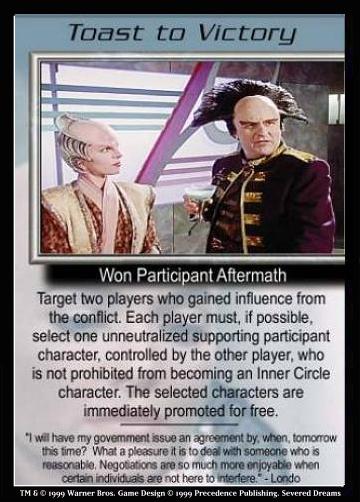 Toast to Victory
Won Participant Aftermath
Target two players who gained influence from
the conflict. Each player must, if possible,
select one unneutralized supporting participant
character, controlled by the other player, who
is not prohibited from becoming an Inner Circle
character. The selected characters are
immediately promoted for free.
"I will have my government issue an agreement by, when, tomorrow
this time?  What a pleasure it is to deal with someone who is
reasonable. Negotiations are so much more enjoyable when
certain individuals are not here to interfere." - Londo
TM & © 1999 Warner Bros. Game Design © 1999 Precedence Publishing. Severed Dreams